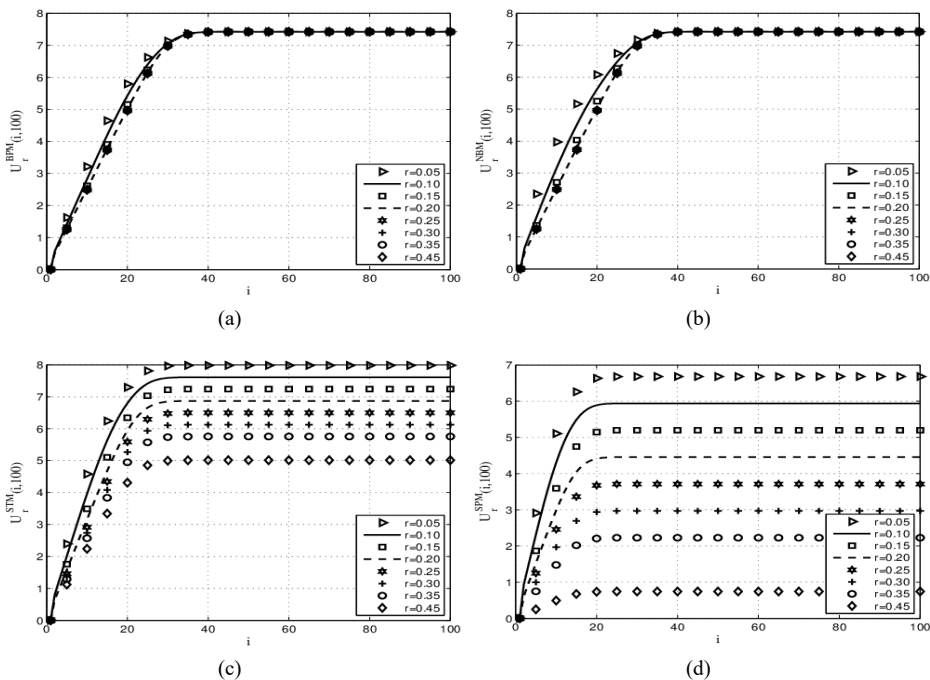 8
7
6
5
4
3
2
1
0
U_r^BPM(i,100)
0 20 40 60 80 100
i
r=0.05
r=0.10
r=0.15
r=0.20
r=0.25
r=0.30
r=0.35
r=0.45
(a)
8
7
6
5
4
3
2
1
0
U_r^NBM(i,100)
0 20 40 60 80 100
i
r=0.05
r=0.10
r=0.15
r=0.20
r=0.25
r=0.30
r=0.35
r=0.45
(b)
8
7
6
5
4
3
2
1
0
U_r^STM(i,100)
0 20 40 60 80 100
i
r=0.05
r=0.10
r=0.15
r=0.20
r=0.25
r=0.30
r=0.35
r=0.45
(c)
7
6
5
4
3
2
1
0
U_r^SPM(i,100)
0 20 40 60 80 100
i
r=0.05
r=0.10
r=0.15
r=0.20
r=0.25
r=0.30
r=0.35
r=0.45
(d)